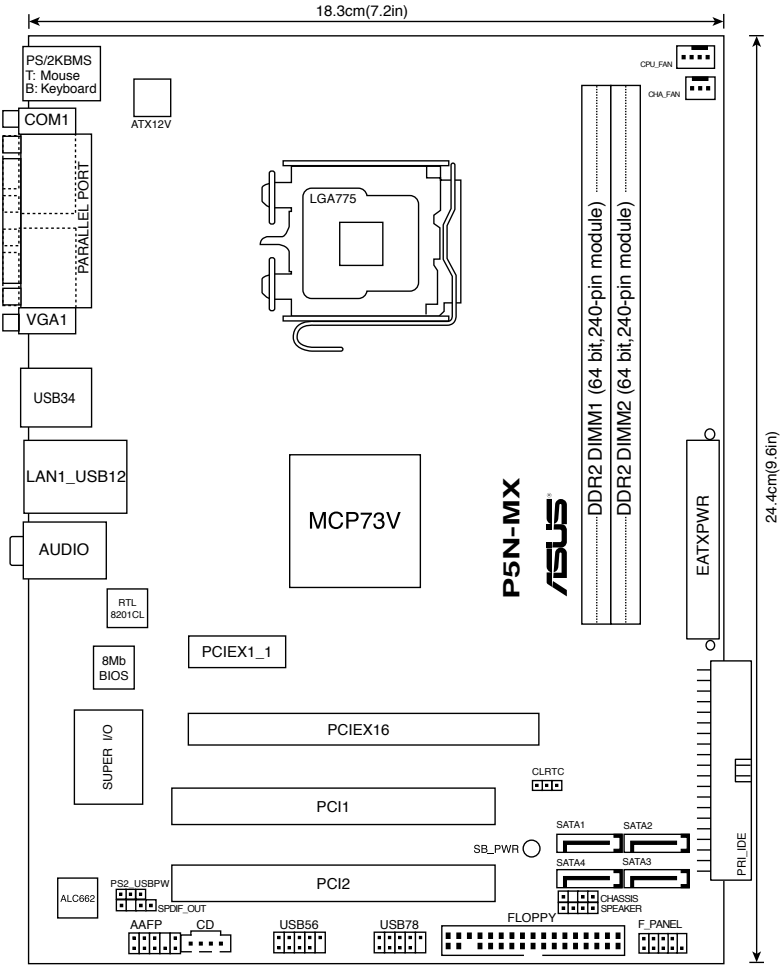 18.3cm(7.2in)
PS/2KBMS
T: Mouse
B: Keyboard
CPU_FAN
CHA_FAN
ATX12V
COM1
PARALLEL PORT
LGA775
VGA1
DDR2 DIMM1 (64 bit,240-pin module)
DDR2 DIMM2 (64 bit,240-pin module)
USB34
24.4cm(9.6in)
LAN1_USB12
MCP73V
P5N-MX
ASUS
EATXPWR
AUDIO
RTL
8201CL
PCIEX1_1
8Mb
BIOS
PCIEX16
SUPER I/O
CLRTC
PCI1
SATA1
SATA2
SB_PWR
PRI_IDE
SATA4
SATA3
PCI2
PS2_USBPW
ALC662
CHASSIS
SPEAKER
SPDIF_OUT
AAFP
CD
USB56
USB78
FLOPPY
F_PANEL